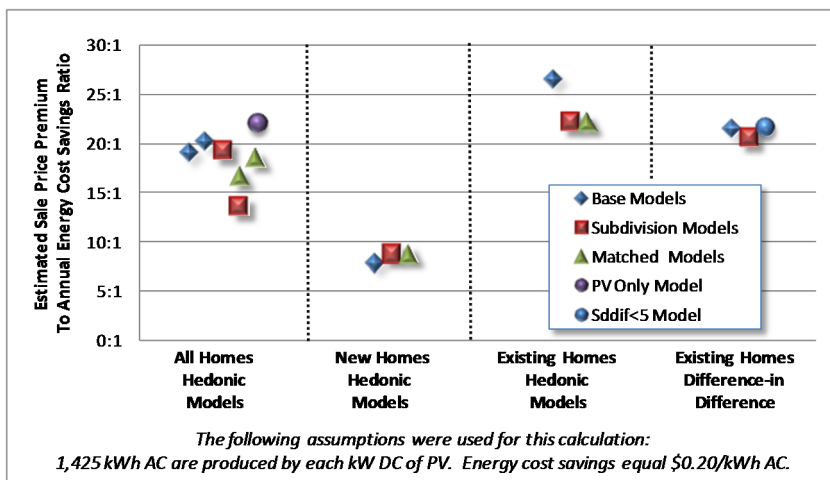 Estimated Sale Price Premium
To Annual Energy Cost Savings Ratio
30:1
25:1
20:1
15:1
10:1
5:1
0:1
Base Models
Subdivision Models
Matched Models
PV Only Model
Sddif<5 Model
All Homes
Hedonic
Models
New Homes
Hedonic
Models
Existing Homes
Hedonic
Models
Existing Homes
Difference-in
Difference
The following assumptions were used for this calculation:
1,425 kWh AC are produced by each kW DC of PV. Energy cost savings equal $0.20/kWh AC.